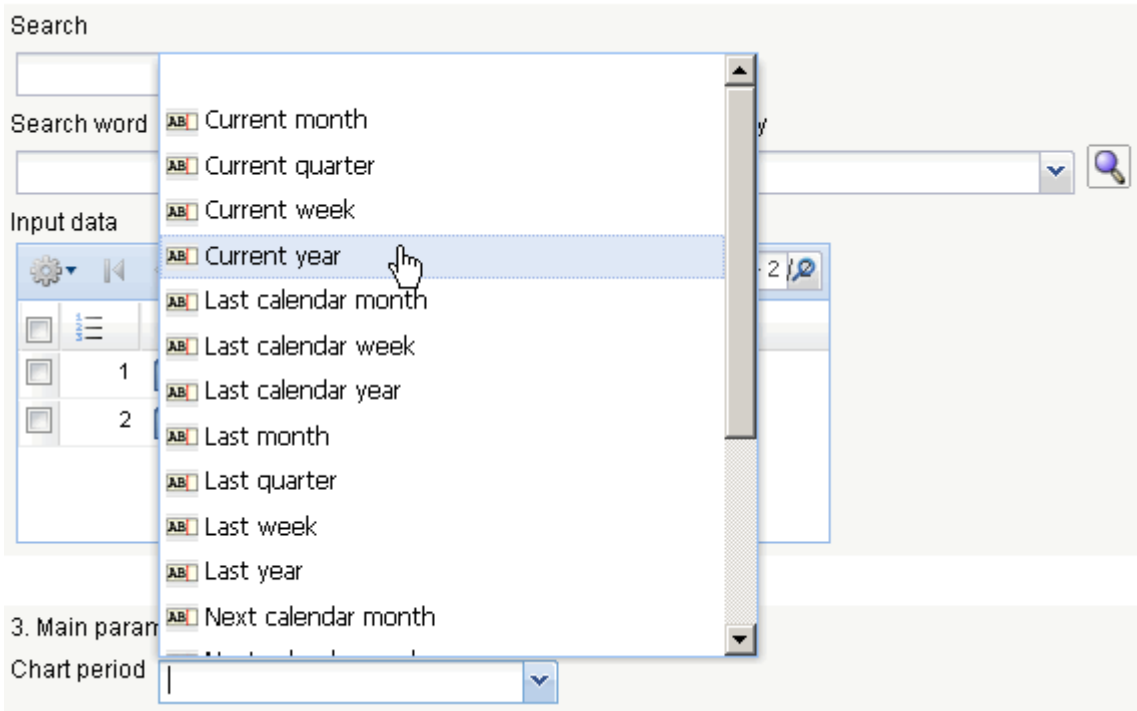 Search
Search word
y
Input data
Current month
Current quarter
Current week
Current year
Last calendar month
Last calendar week
Last calendar year
Last month
Last quarter
Last week
Last year
Next calendar month
- 2 /
1
2
3. Main param
Chart period